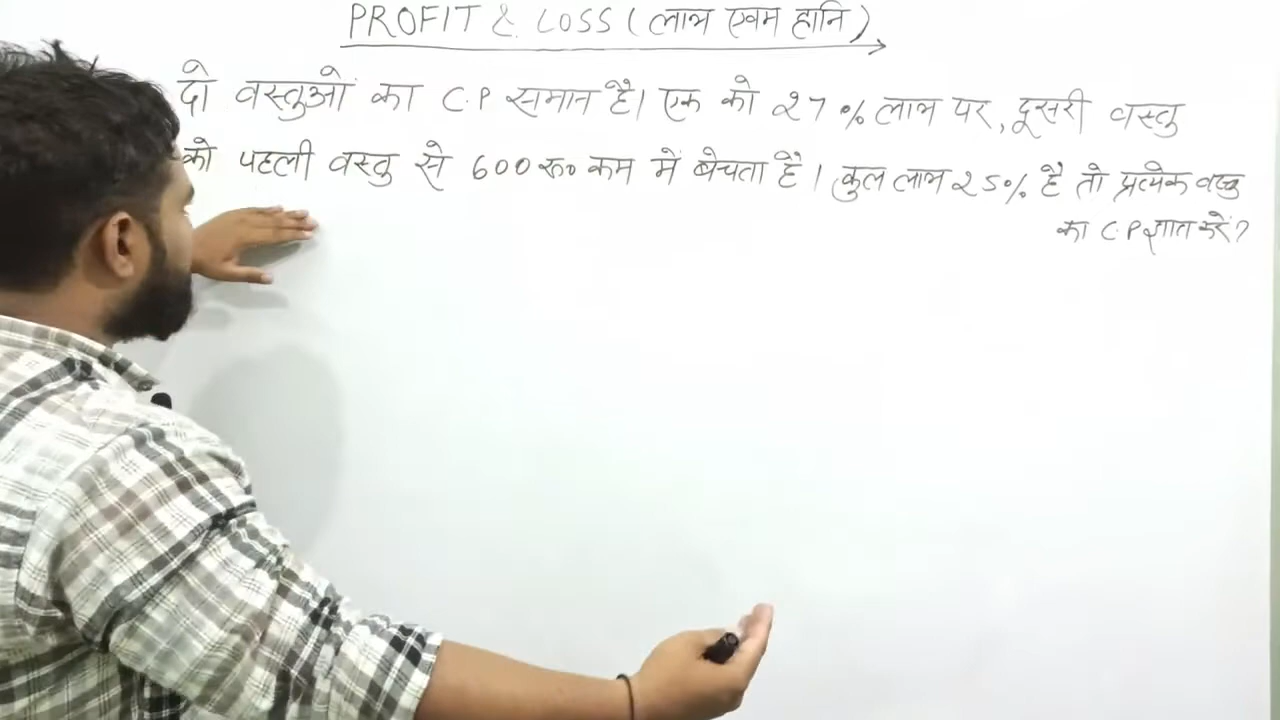 PROFIT & LOSS (लाभ एवम हानि)
दो वस्तुओं का C.P समान है। एक को 27% लाभ पर, दूसरी वस्तु
को पहली वस्तु से 600 रू० कम में बेचता है। कुल लाभ 25% है तो प्रत्येक वस्तु
का C.P ज्ञात करें?